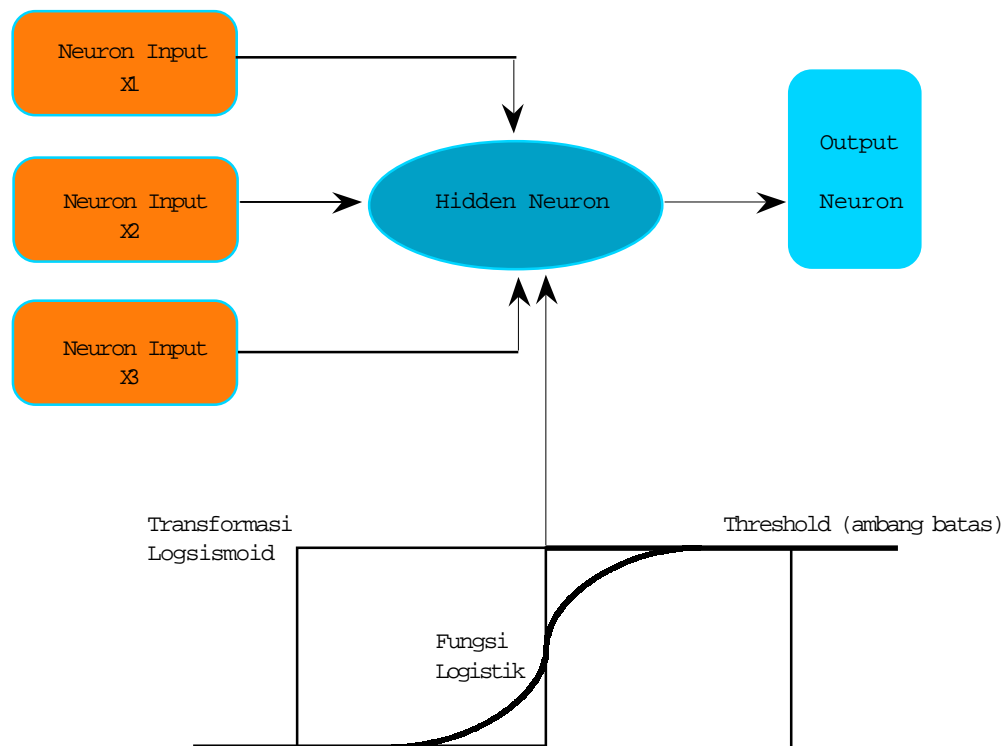 Neuron Input
X1
Neuron Input
X2
Neuron Input
X3
Hidden Neuron
Output
Neuron
Transformasi
Logsismoid
Threshold (ambang batas)
Fungsi
Logistik